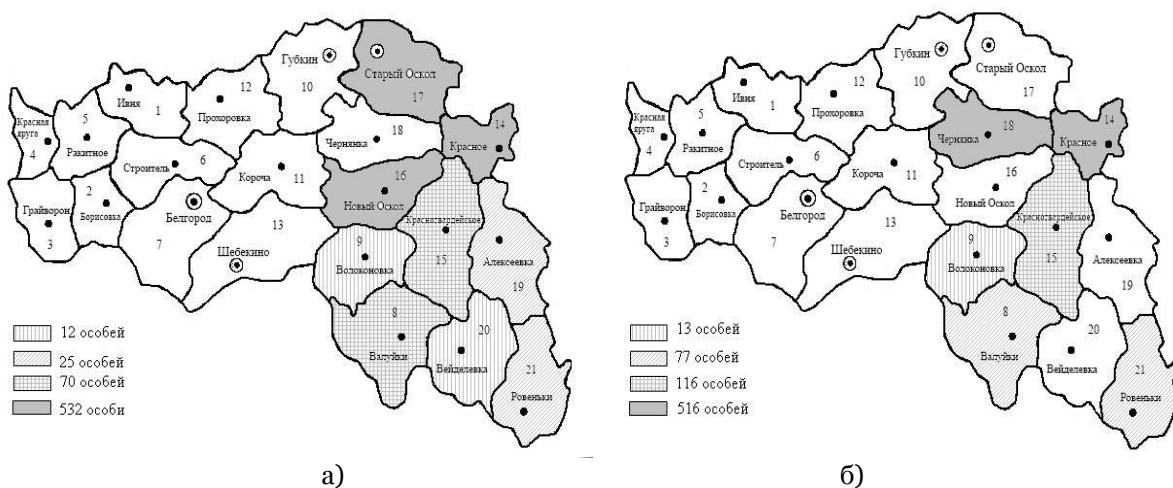 Губкин
10
Старый Оскол
17
12
Прохоровка
Ивня
1
5
Ракитное
Красная
яруга
4
18
Чернянка
14
Красное
6
Строитель
Короча
11
16
Новый Оскол
2
Борисовка
Грайворон
3
Белгород
7
13
Шебекино
Красногвардейское
15
9
Волоконовка
Алексеевка
19
8
Валуйки
20
Вейделевка
21
Ровеньки
12 особей
25 особей
70 особей
532 особи
а)
Губкин
10
Старый Оскол
17
12
Прохоровка
Ивня
1
5
Ракитное
Красная
яруга
4
18
Чернянка
14
Красное
6
Строитель
Короча
11
16
Новый Оскол
2
Борисовка
Грайворон
3
Белгород
7
13
Шебекино
Красногвардейское
15
9
Волоконовка
Алексеевка
19
8
Валуйки
20
Вейделевка
21
Ровеньки
13 особей
77 особей
116 особей
516 особей
б)